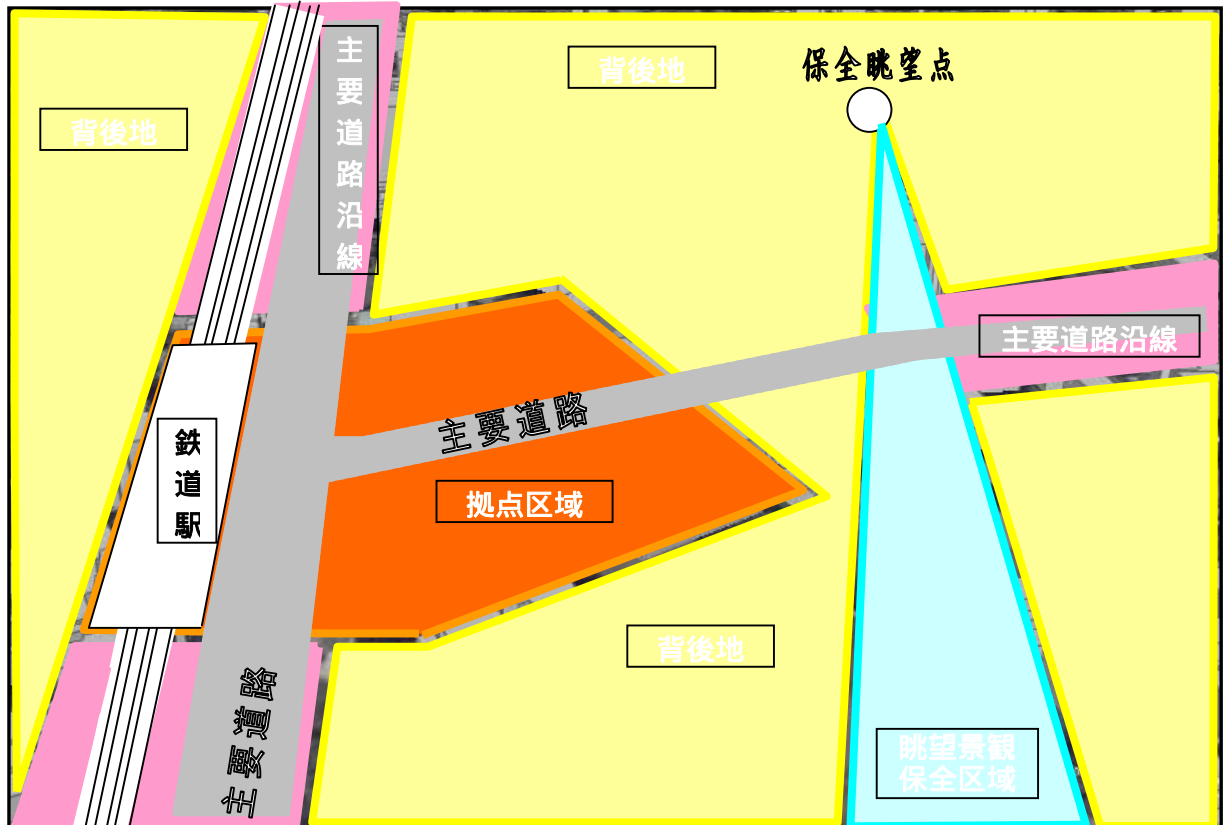 主要道路沿線
背後地
保全眺望点
背後地
主要道路沿線
主要道路
鉄道駅
拠点区域
背後地
主要道路
眺望景観
保全区域